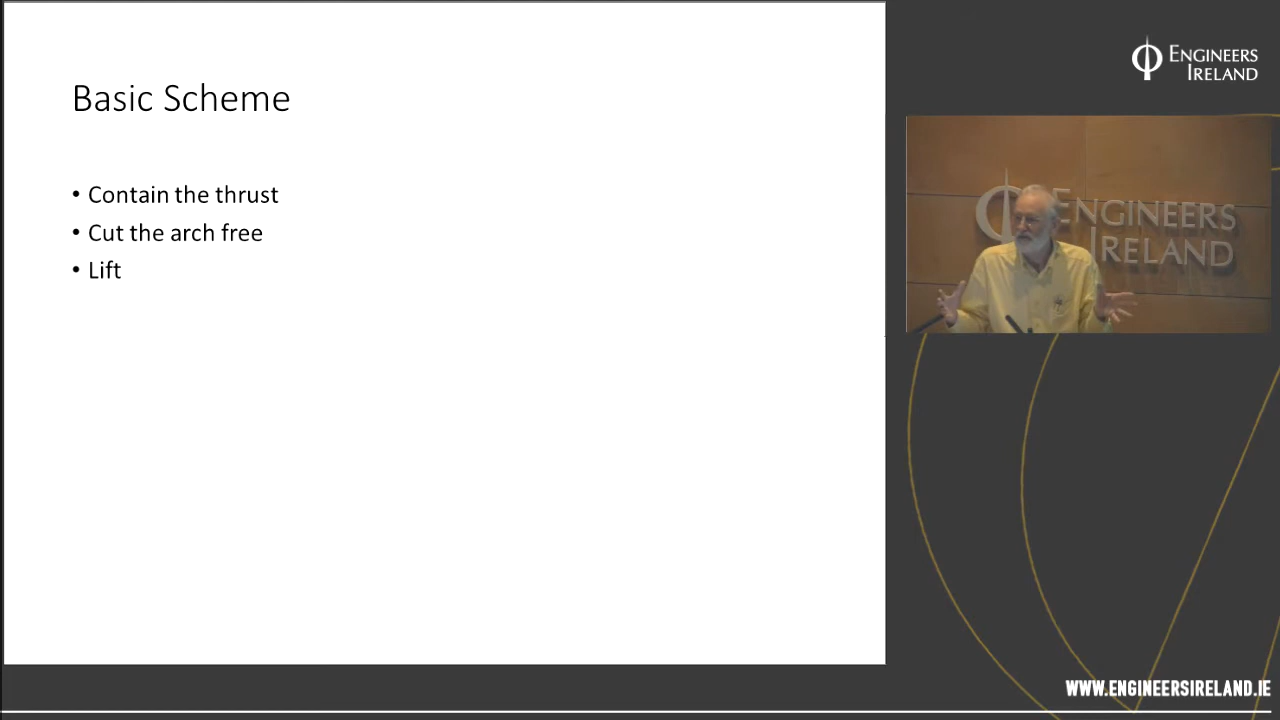 Basic Scheme
• Contain the thrust
• Cut the arch free
• Lift
ENGINEERS
IRELAND
ENGINEERS
IRELAND
WWW.ENGINEERSIRELAND.IE